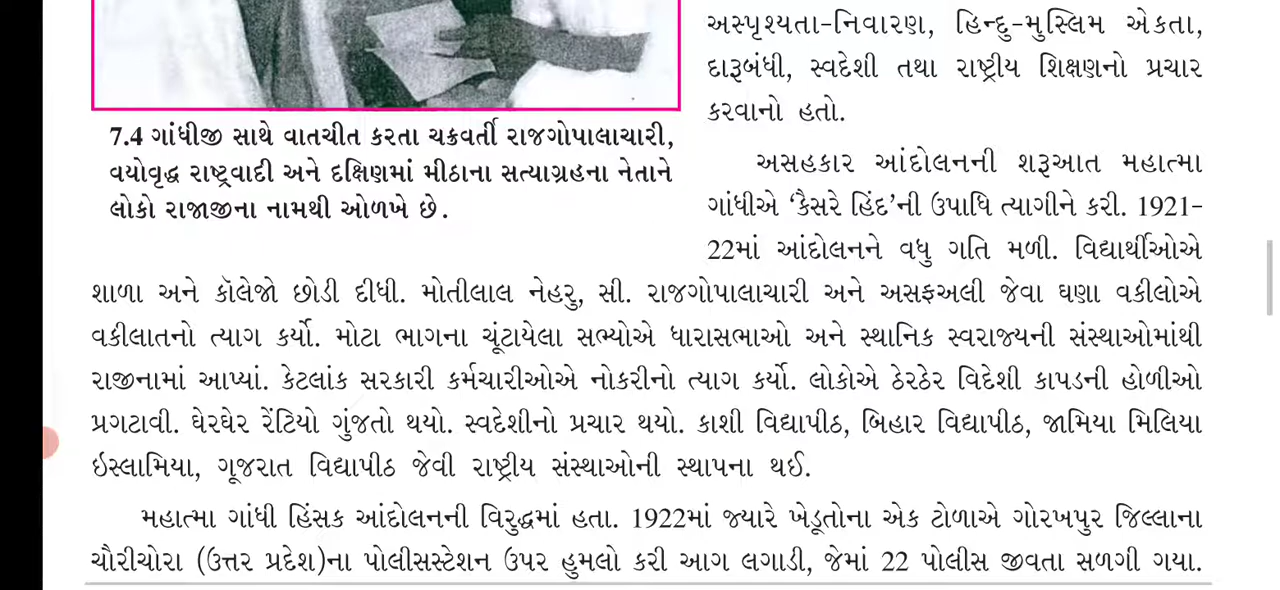 અસ્પૃશ્યતા-નિવારણ, હિન્દુ-મુસ્લિમ એકતા,
દારૂબંધી, સ્વદેશી તથા રાષ્ટ્રીય શિક્ષણનો પ્રચાર
કરવાનો હતો.
7.4 ગાંધીજી સાથે વાતચીત કરતા ચક્રવર્તી રાજગોપાલાચારી,
વયોવૃદ્ધ રાષ્ટ્રવાદી અને દક્ષિણમાં મીઠાના સત્યાગ્રહના નેતાને
લોકો રાજાજીના નામથી ઓળખે છે.
અસહકાર આંદોલનની શરૂઆત મહાત્મા
ગાંધીએ ‘કૈસરે હિંદ’ની ઉપાધિ ત્યાગીને કરી. 1921-
22માં આંદોલનને વધુ ગતિ મળી. વિદ્યાર્થીઓએ
શાળા અને કૉલેજો છોડી દીધી. મોતીલાલ નેહરુ, સી. રાજગોપાલાચારી અને અસફઅલી જેવા ઘણા વકીલોએ
વકીલાતનો ત્યાગ કર્યો. મોટા ભાગના ચૂંટાયેલા સભ્યોએ ધારાસભાઓ અને સ્થાનિક સ્વરાજ્યની સંસ્થાઓમાંથી
રાજીનામાં આપ્યાં. કેટલાંક સરકારી કર્મચારીઓએ નોકરીનો ત્યાગ કર્યો. લોકોએ ઠેરઠેર વિદેશી કાપડની હોળીઓ
પ્રગટાવી. ઘેરઘેર રેંટિયો ગુંજતો થયો. સ્વદેશીનો પ્રચાર થયો. કાશી વિદ્યાપીઠ, બિહાર વિદ્યાપીઠ, જામિયા મિલિયા
ઇસ્લામિયા, ગૂજરાત વિદ્યાપીઠ જેવી રાષ્ટ્રીય સંસ્થાઓની સ્થાપના થઈ.
મહાત્મા ગાંધી હિંસક આંદોલનની વિરુદ્ધમાં હતા. 1922માં જ્યારે ખેડૂતોના એક ટોળાએ ગોરખપુર જિલ્લાના
ચૌરીચોરા (ઉત્તર પ્રદેશ)ના પોલીસસ્ટેશન ઉપર હુમલો કરી આગ લગાડી, જેમાં 22 પોલીસ જીવતા સળગી ગયા.